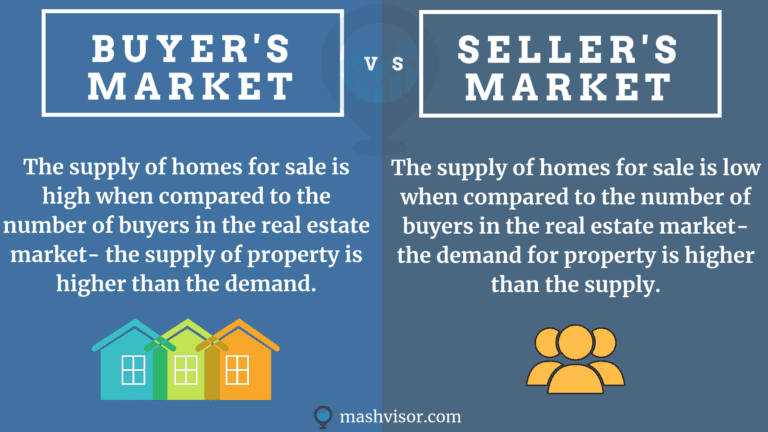 BUYER'S
MARKET
The supply of homes for sale is
high when compared to the
number of buyers in the real estate
market- the supply of property is
higher than the demand.
VS
SELLER'S
MARKET
The supply of homes for sale is low
when compared to the number of
buyers in the real estate market-
the demand for property is higher
than the supply.
mashvisor.com